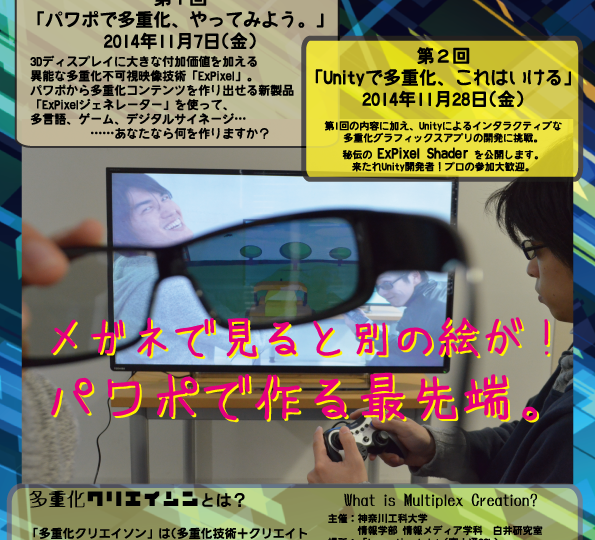 第1回
「パワポで多重化、やってみよう。」
2014年11月7日(金)
3Dディスプレイに大きな付加価値を加える
異能な多重化不可視映像技術「ExPixel」。
パワポから多重化コンテンツを作り出せる新製品
「ExPixelジェネレーター」を使って、
多言語、ゲーム、デジタルサイネージ…
……あなたなら何を作りますか？
第2回
「Unityで多重化、これはいける」
2014年11月28日(金)
第1回の内容に加え、Unityによるインタラクティブな
多重化グラフィックスアプリの開発に挑戦。
秘伝の ExPixel Shader を公開します。
来たれUnity開発者！プロの参加大歓迎。
メガネで見ると別の絵が！
パワポで作る最先端。
多重化クリエイソンとは？
「多重化クリエイソン」は(多重化技術＋クリエイト
What is Multiplex Creation?
主催：神奈川工科大学
情報学部 情報メディア学科 白井研究室